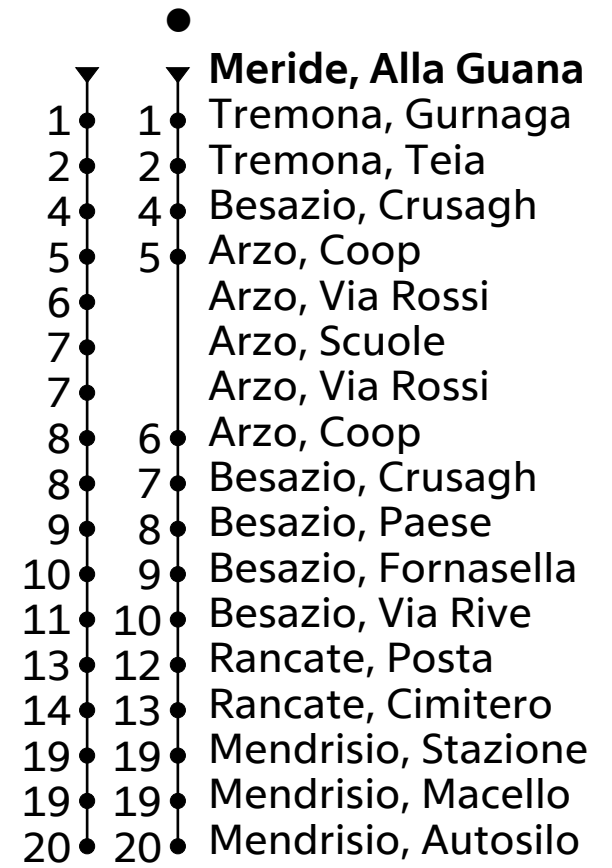 Meride, Alla Guana
1 1 Tremona, Gurnaga
2 2 Tremona, Teia
4 4 Besazio, Crusagh
5 5 Arzo, Coop
6 Arzo, Via Rossi
7 Arzo, Scuole
7 Arzo, Via Rossi
8 6 Arzo, Coop
8 7 Besazio, Crusagh
9 8 Besazio, Paese
10 9 Besazio, Fornasella
11 10 Besazio, Via Rive
13 12 Rancate, Posta
14 13 Rancate, Cimitero
19 19 Mendrisio, Stazione
19 19 Mendrisio, Macello
20 20 Mendrisio, Autosilo